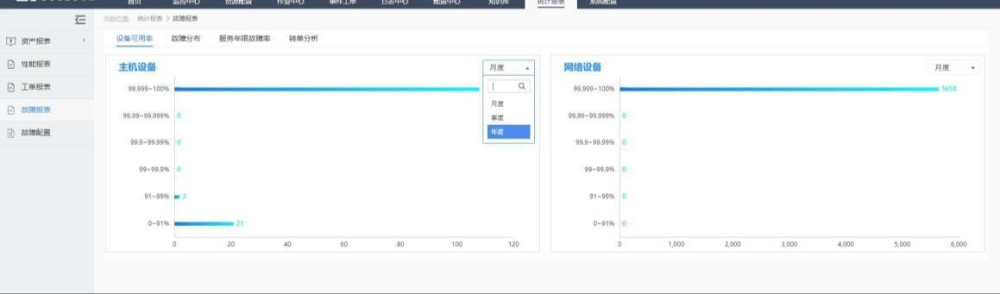 首页 监控中心 资源配置 作业中心 事件工单 日志中心 配置中心 知识库 统计报表 系统配置
当前位置: 统计报表 > 故障报表
资产报表
性能报表
工单报表
故障报表
故障配置
设备可用率 故障分布 服务年限故障率 转单分析
主机设备
月度
月度
季度
年度
99.999~100%
99.99~99.999% 0
99.9~99.99% 0
99~99.9% 0
91~99% 2
0~91% 21
0 20 40 60 80 100 120
网络设备
月度
99.999~100% 5650
99.99~99.999% 0
99.9~99.99% 0
99~99.9% 0
91~99% 0
0~91% 0
0 1,000 2,000 3,000 4,000 5,000 6,000